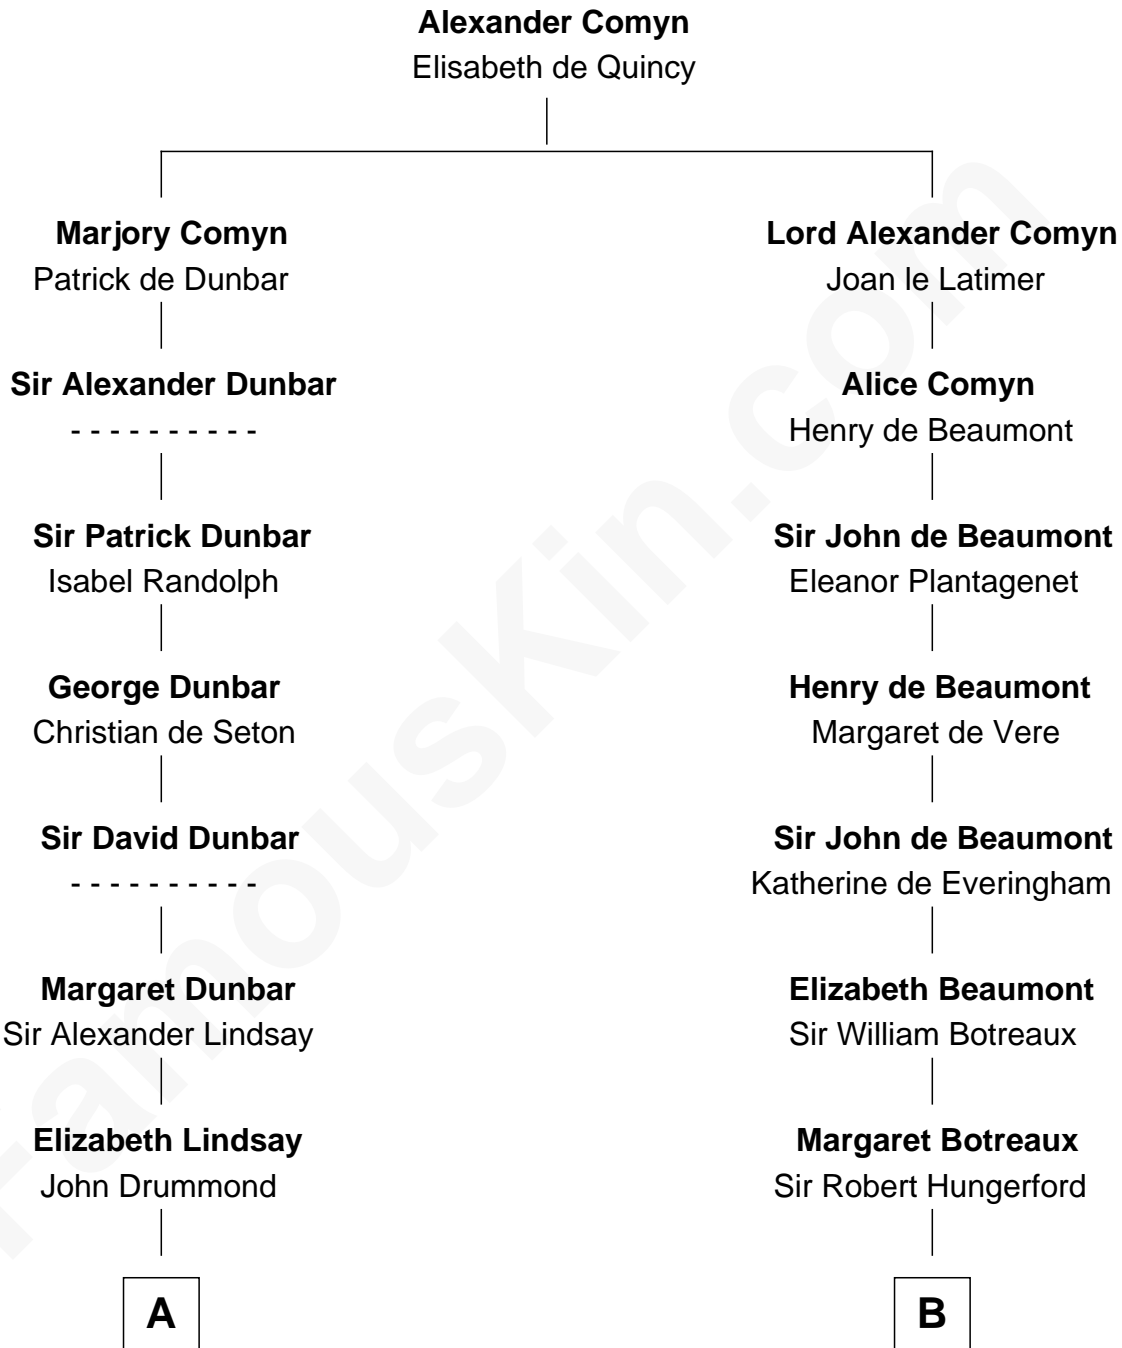 Alexander Comyn
Elisabeth de Quincy
Marjory Comyn
Patrick de Dunbar
Lord Alexander Comyn
Joan le Latimer
Sir Alexander Dunbar
- - - - - - - - - -
Alice Comyn
Henry de Beaumont
Sir Patrick Dunbar
Isabel Randolph
Sir John de Beaumont
Eleanor Plantagenet
George Dunbar
Christian de Seton
Henry de Beaumont
Margaret de Vere
Sir David Dunbar
- - - - - - - - - -
Sir John de Beaumont
Katherine de Everingham
Margaret Dunbar
Sir Alexander Lindsay
Elizabeth Beaumont
Sir William Botreaux
Elizabeth Lindsay
John Drummond
Margaret Botreaux
Sir Robert Hungerford
A
B
FamousKin.com